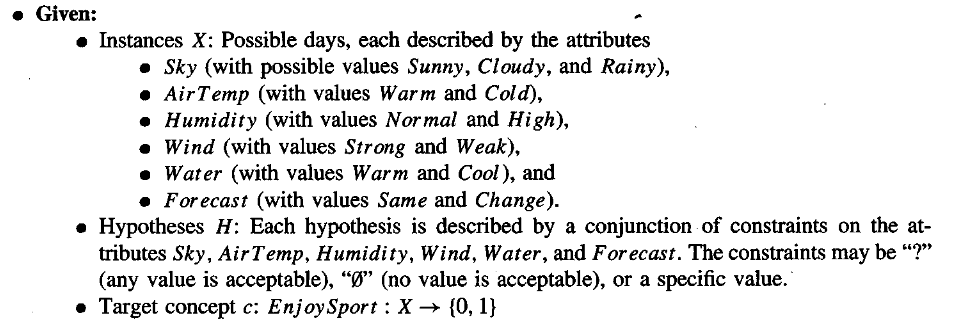 • Given:
• Instances X: Possible days, each described by the attributes
• Sky (with possible values Sunny, Cloudy, and Rainy),
• AirTemp (with values Warm and Cold),
• Humidity (with values Normal and High),
• Wind (with values Strong and Weak),
• Water (with values Warm and Cool), and
• Forecast (with values Same and Change).
• Hypotheses H: Each hypothesis is described by a conjunction of constraints on the at-
tributes Sky, AirTemp, Humidity, Wind, Water, and Forecast. The constraints may be “?”
(any value is acceptable), “Ø” (no value is acceptable), or a specific value.
• Target concept c: EnjoySport : X → {0, 1}